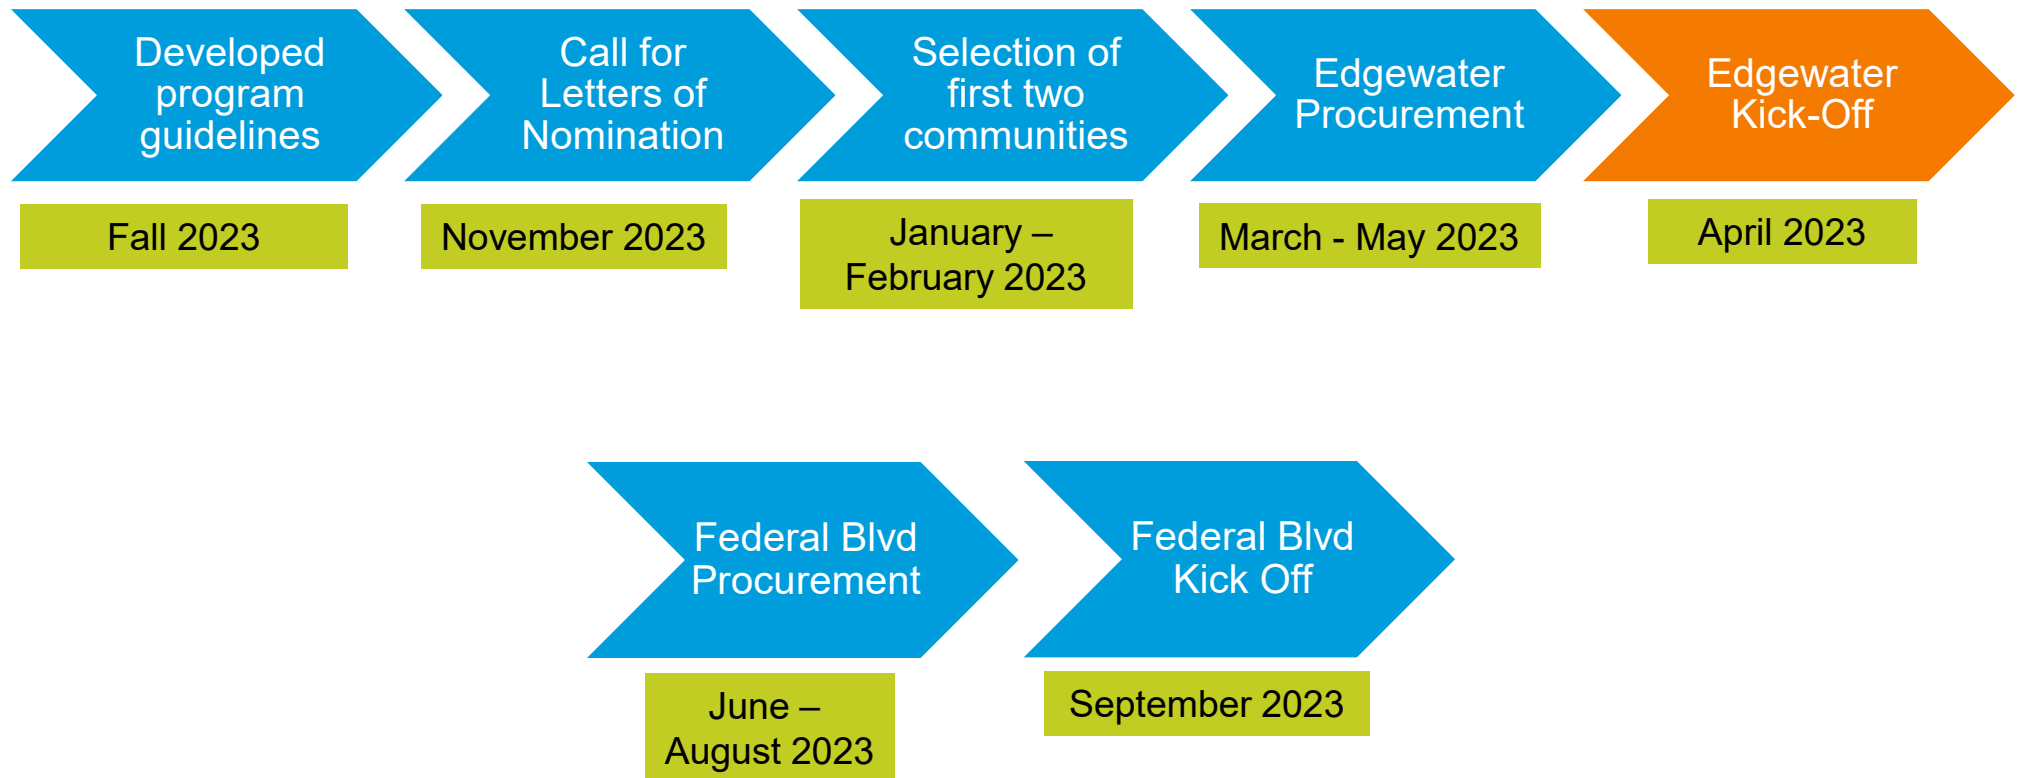 Developed
program
guidelines
Fall 2023
Call for
Letters of
Nomination
November 2023
Selection of
first two
communities
January –
February 2023
Edgewater
Procurement
March - May 2023
Edgewater
Kick-Off
April 2023
Federal Blvd
Procurement
June –
August 2023
Federal Blvd
Kick Off
September 2023